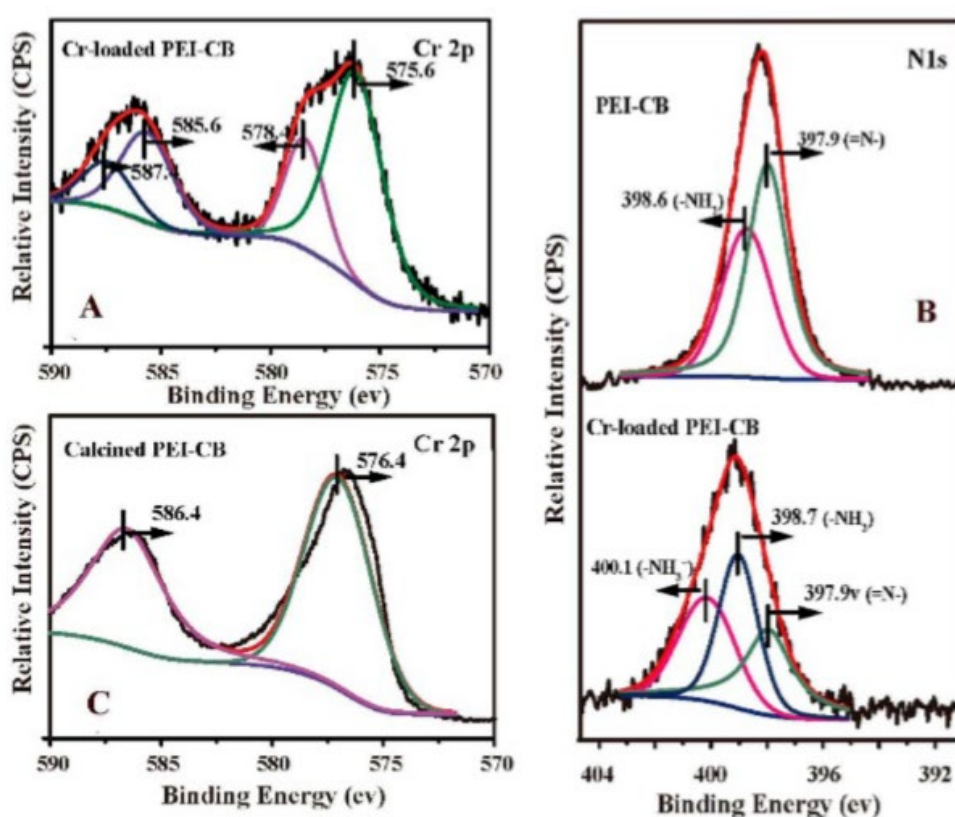 Cr-loaded PEI-CB
Cr 2p
575.6
585.6
578.4
587.4
A
Relative Intensity (CPS)
590 585 580 575 570
Binding Energy (ev)
Calcined PEI-CB
Cr 2p
576.4
586.4
C
Relative Intensity (CPS)
590 585 580 575 570
Binding Energy (ev)
N1s
PEI-CB
397.9 (=N-)
398.6 (-NH₂)
B
Relative Intensity (CPS)
Cr-loaded PEI-CB
398.7 (-NH₂)
400.1 (-NH₃⁻)
397.9v (=N-)
404 400 396 392
Binding Energy (ev)